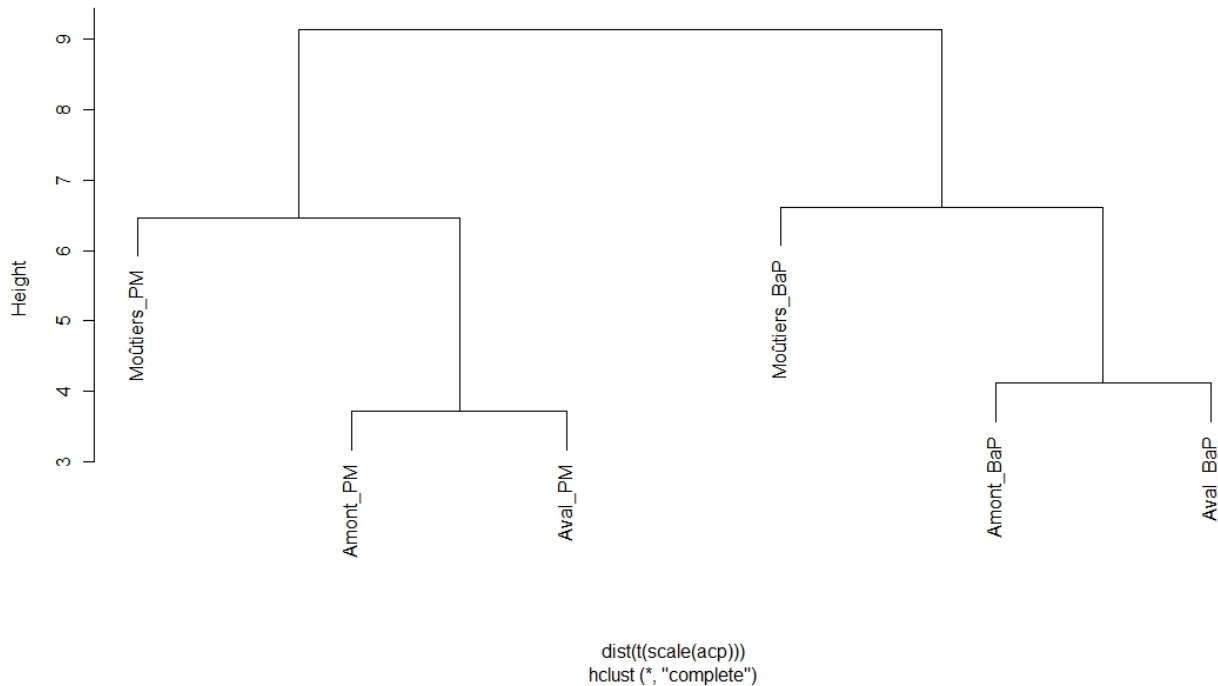 Height
9
8
7
6
5
4
3
Moûtiers_PM
Amont_PM
Aval_PM
Moûtiers_BaP
Amont_BaP
Aval_BaP
dist(t(scale(acp)))
hclust (*, "complete")